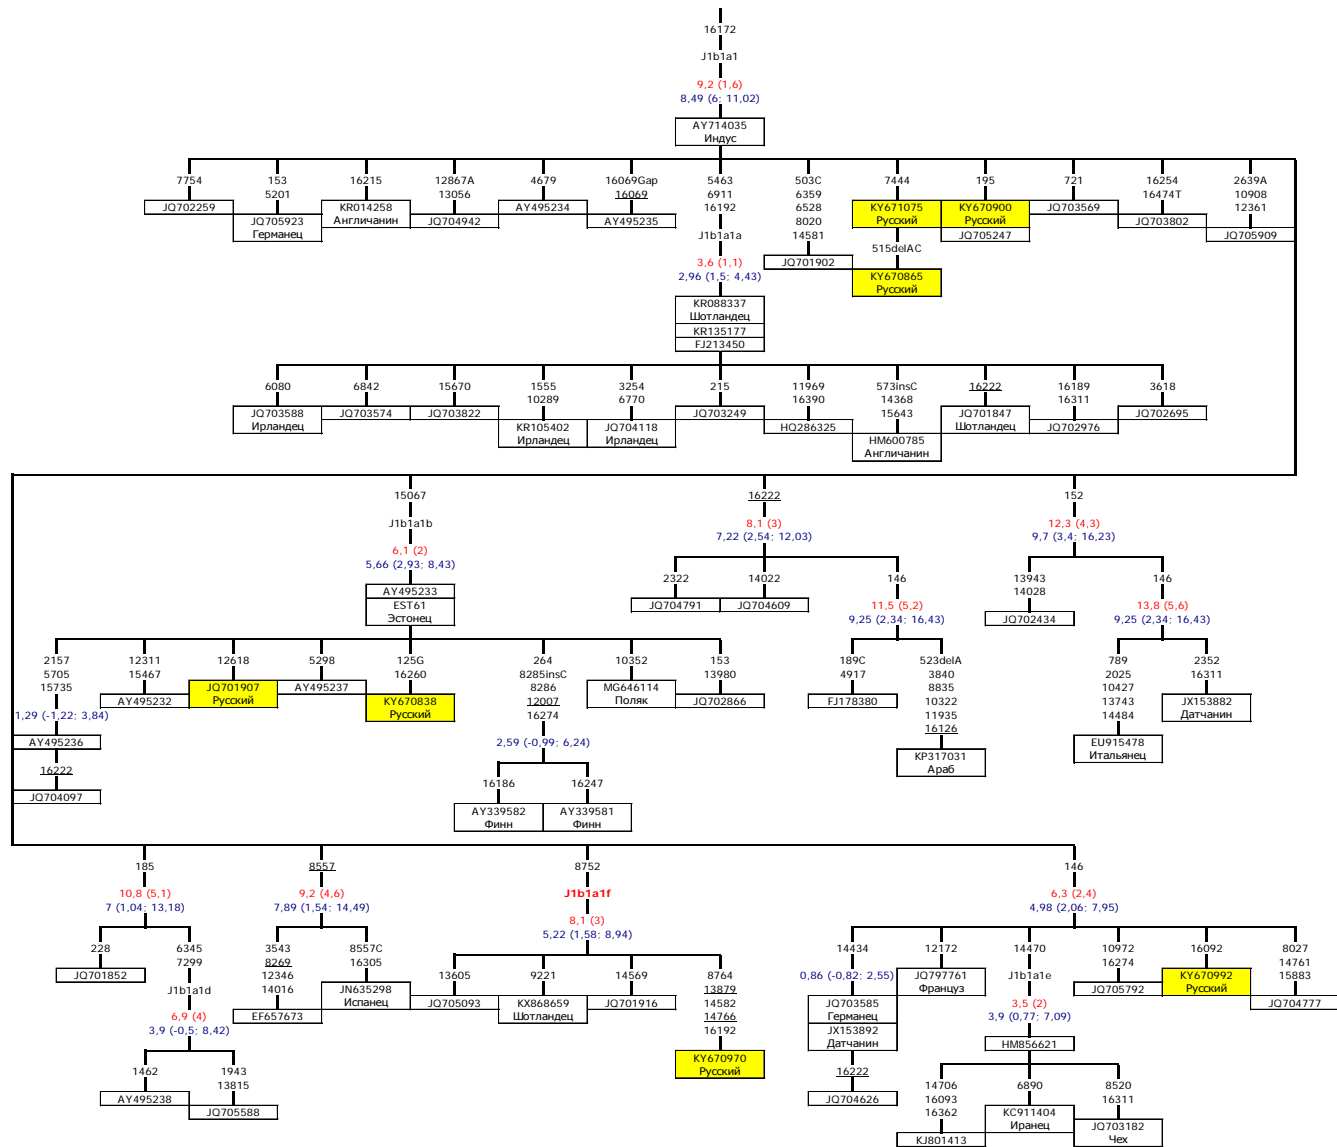 16172
J1b1a1
9,2 (1,6)
8,49 (6; 11,02)
AY714035
Индус
7754
JQ702259
153
5201
JQ705923
Германец
16215
KR014258
Англичанин
12867A
13056
JQ704942
4679
AY495234
16069Gap
16069
AY495235
5463
6911
16192
J1b1a1a
3,6 (1,1)
2,96 (1,5; 4,43)
KR088337
Шотландец
KR135177
FJ213450
503C
6359
6528
8020
14581
JQ701902
7444
KY671075
Русский
515delAC
KY670865
Русский
195
KY670900
Русский
JQ705247
721
JQ703569
16254
16474T
JQ703802
2639A
10908
12361
JQ705909
6080
JQ703588
Ирландец
6842
JQ703574
15670
JQ703822
1555
10289
KR105402
Ирландец
3254
6770
JQ704118
Ирландец
215
JQ703249
11969
16390
HQ286325
573insC
14368
15643
HM600785
Англичанин
16222
JQ701847
Шотландец
16189
16311
JQ702976
3618
JQ702695
15067
J1b1a1b
6,1 (2)
5,66 (2,93; 8,43)
AY495233
EST61
Эстонец
2157
5705
15735
1,29 (-1,22; 3,84)
AY495236
16222
JQ704097
12311
15467
AY495232
12618
JQ701907
Русский
5298
AY495237
125G
16260
KY670838
Русский
264
8285insC
8286
12007
16274
2,59 (-0,99; 6,24)
16186
AY339582
Финн
16247
AY339581
Финн
10352
MG646114
Поляк
153
13980
JQ702866
16222
8,1 (3)
7,22 (2,54; 12,03)
2322
JQ704791
14022
JQ704609
146
11,5 (5,2)
9,25 (2,34; 16,43)
189C
4917
FJ178380
523delA
3840
8835
10322
11935
16126
KP317031
Араб
152
12,3 (4,3)
9,7 (3,4; 16,23)
13943
14028
JQ702434
146
13,8 (5,6)
9,25 (2,34; 16,43)
789
2025
10427
13743
14484
EU915478
Итальянец
2352
16311
JX153882
Датчанин
185
10,8 (5,1)
7 (1,04; 13,18)
228
JQ701852
6345
7299
J1b1a1d
6,9 (4)
3,9 (-0,5; 8,42)
1462
AY495238
1943
13815
JQ705588
8557
9,2 (4,6)
7,89 (1,54; 14,49)
3543
8269
12346
14016
EF657673
8557C
16305
JN635298
Испанец
8752
J1b1a1f
8,1 (3)
5,22 (1,58; 8,94)
13605
JQ705093
9221
KX868659
Шотландец
14569
JQ701916
8764
13879
14582
14766
16192
KY670970
Русский
146
6,3 (2,4)
4,98 (2,06; 7,95)
14434
0,86 (-0,82; 2,55)
JQ703585
Германец
JX153892
Датчанин
16222
JQ704626
12172
JQ797761
Француз
14470
J1b1a1e
3,5 (2)
3,9 (0,77; 7,09)
HM856621
14706
16093
16362
KJ801413
6890
KC911404
Иранец
8520
16311
JQ703182
Чех
10972
16274
JQ705792
16092
KY670992
Русский
8027
14761
15883
JQ704777